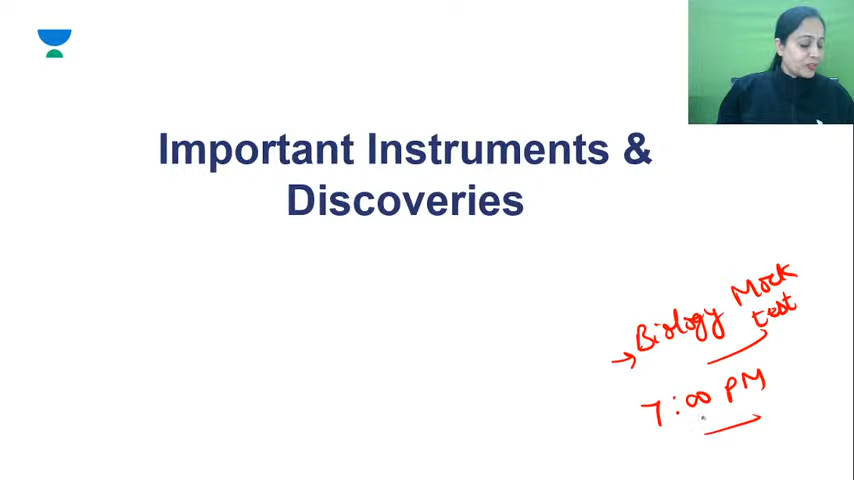 Important Instruments &
Discoveries
→ Biology Mock
test
7:00 PM